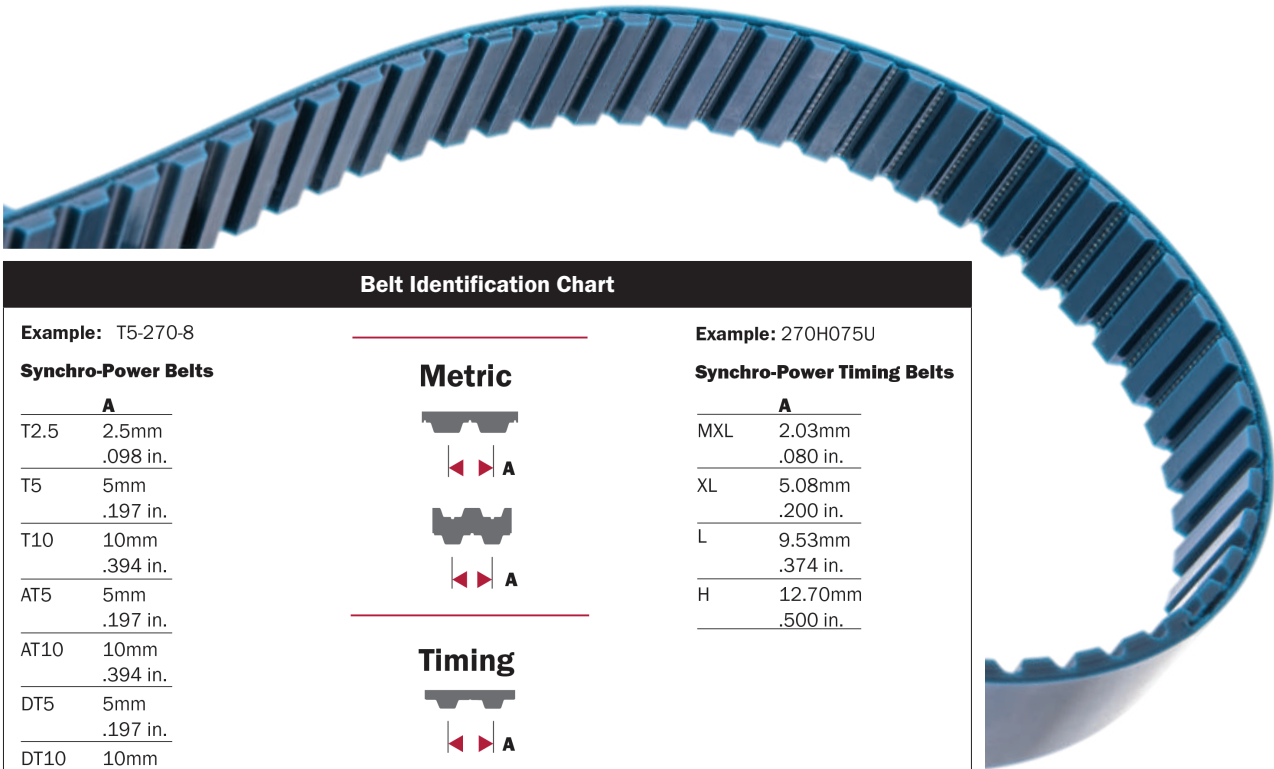 Belt Identification Chart
Example: T5-270-8
Synchro-Power Belts
A
T2.5 2.5mm
.098 in.
T5 5mm
.197 in.
T10 10mm
.394 in.
AT5 5mm
.197 in.
AT10 10mm
.394 in.
DT5 5mm
.197 in.
DT10 10mm
Metric
A
A
Timing
A
Example: 270H075U
Synchro-Power Timing Belts
A
MXL 2.03mm
.080 in.
XL 5.08mm
.200 in.
L 9.53mm
.374 in.
H 12.70mm
.500 in.